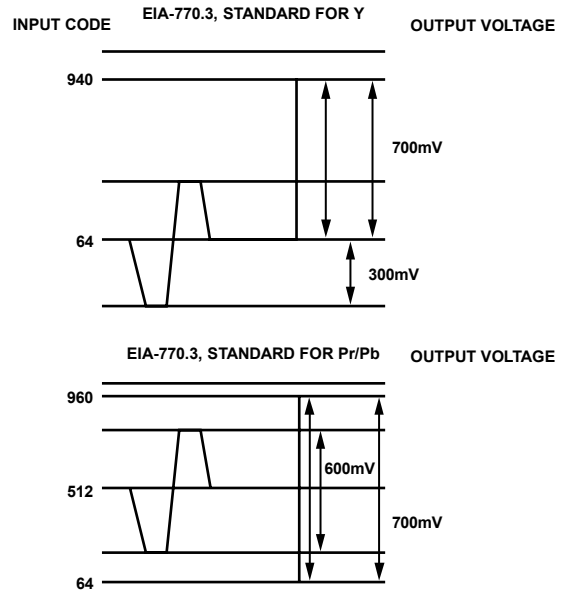 EIA-770.3, STANDARD FOR Y
INPUT CODE
OUTPUT VOLTAGE
940
700mV
64
300mV
EIA-770.3, STANDARD FOR Pr/Pb
OUTPUT VOLTAGE
960
600mV
512
700mV
64